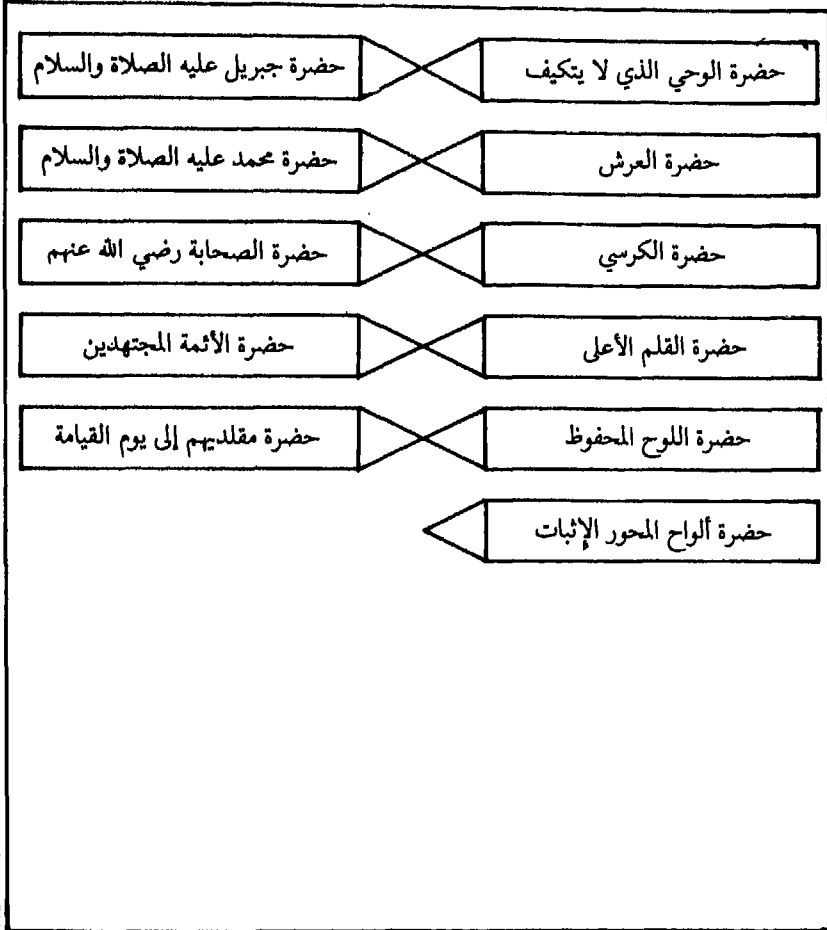 حضرة الوحي الذي لا يتكيف
حضرة جبريل عليه الصلاة والسلام
حضرة العرش
حضرة محمد عليه الصلاة والسلام
حضرة الكرسي
حضرة الصحابة رضي الله عنهم
حضرة القلم الأعلى
حضرة الأئمة المجتهدين
حضرة اللوح المحفوظ
حضرة مقلديهم إلى يوم القيامة
حضرة ألواح المحور الإثبات